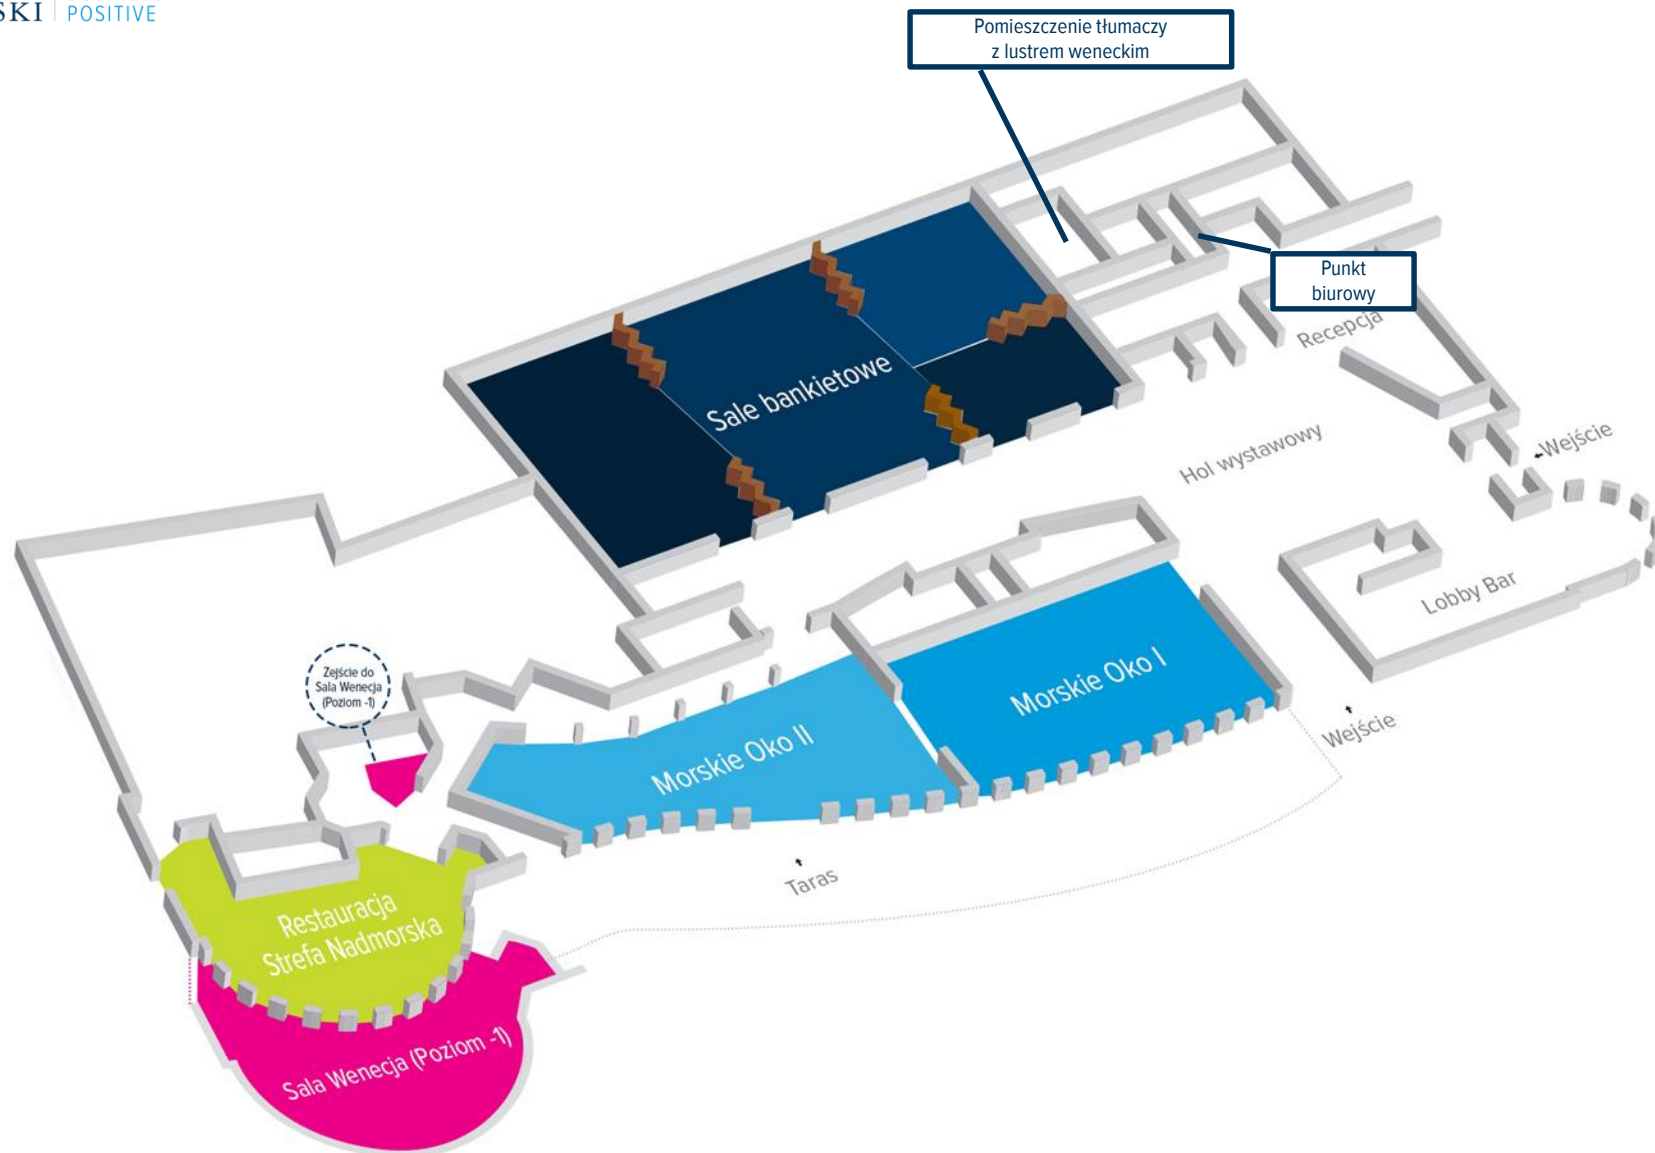 POSITIVE
Pomieszczenie tłumaczy
z lustrem weneckim
Punkt
biurowy
Recepcja
Sale bankietowe
Hol wystawowy
Wejście
Lobby Bar
Zejście do
Sala Wenecja
(Poziom -1)
Morskie Oko I
Morskie Oko II
Wejście
Taras
Restauracja
Strefa Nadmorska
Sala Wenecja (Poziom -1)